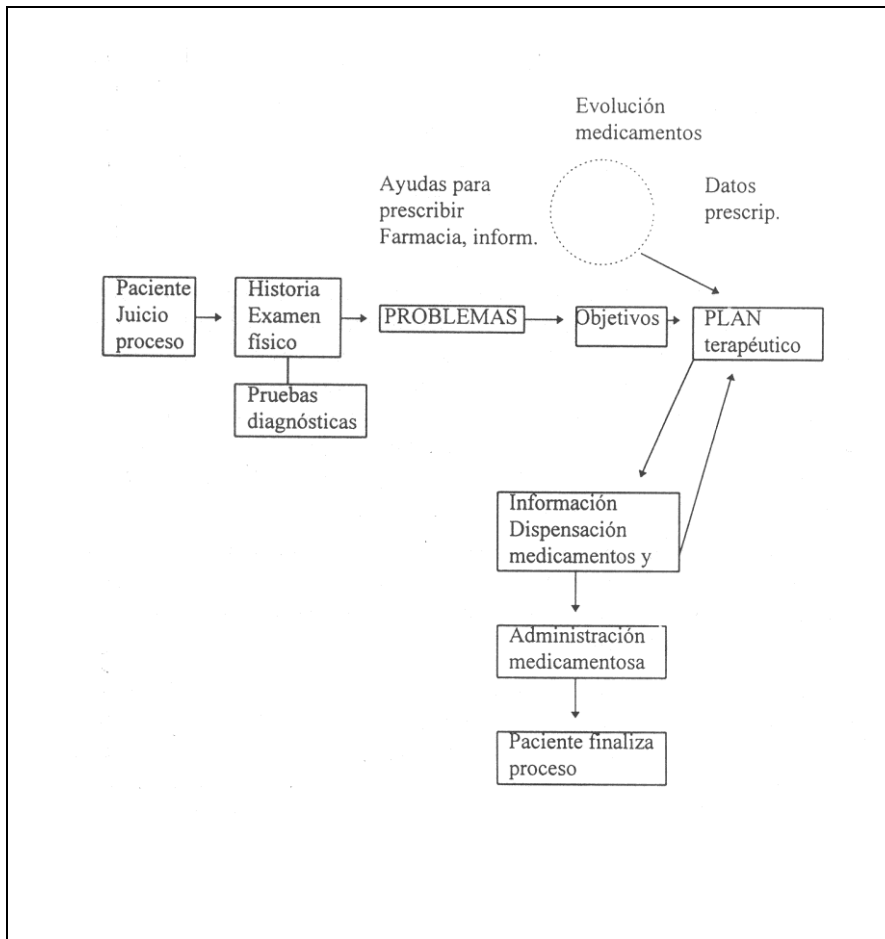 Evolución
medicamentos
Ayudas para
prescribir
Farmacia, inform.
Datos
prescrip.
Paciente
Juicio
proceso
Historia
Examen
físico
PROBLEMAS
Objetivos
PLAN
terapéutico
Pruebas
diagnósticas
Información
Dispensación
medicamentos y
Administración
medicamentosa
Paciente finaliza
proceso